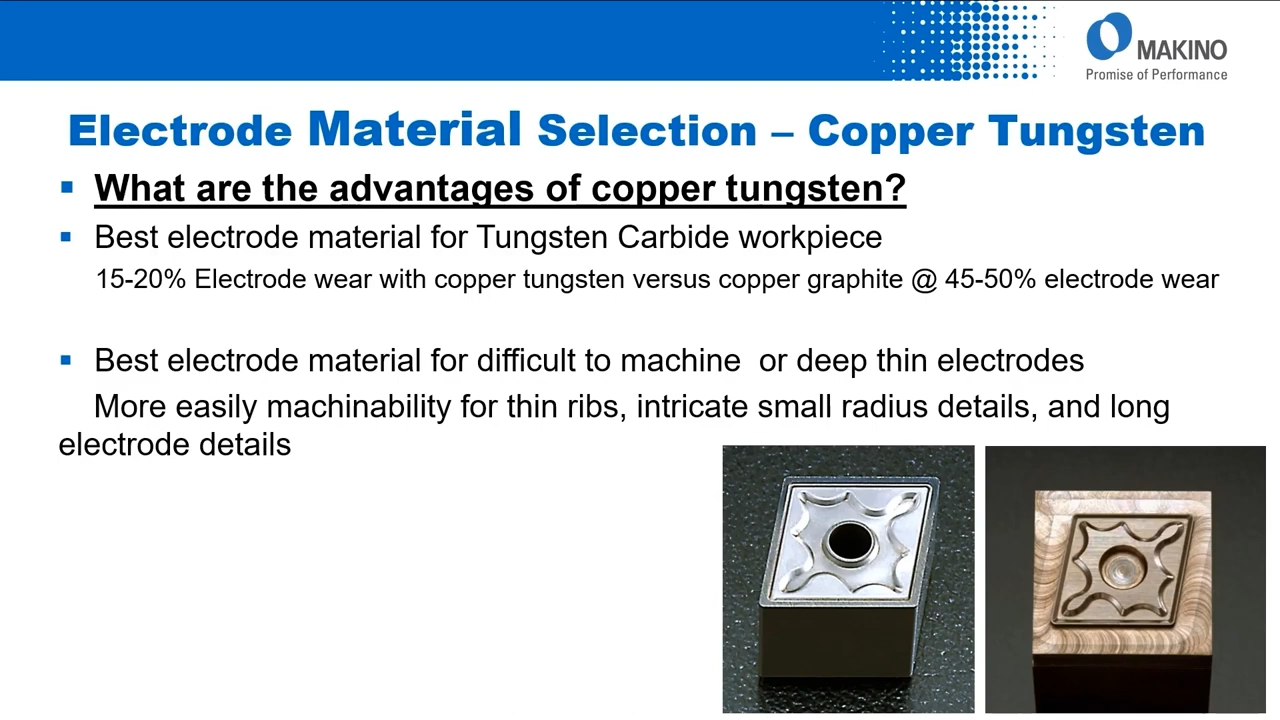 MAKINO
Promise of Performance
Electrode Material Selection – Copper Tungsten
▪ What are the advantages of copper tungsten?
▪ Best electrode material for Tungsten Carbide workpiece
15-20% Electrode wear with copper tungsten versus copper graphite @ 45-50% electrode wear
▪ Best electrode material for difficult to machine  or deep thin electrodes
More easily machinability for thin ribs, intricate small radius details, and long
electrode details